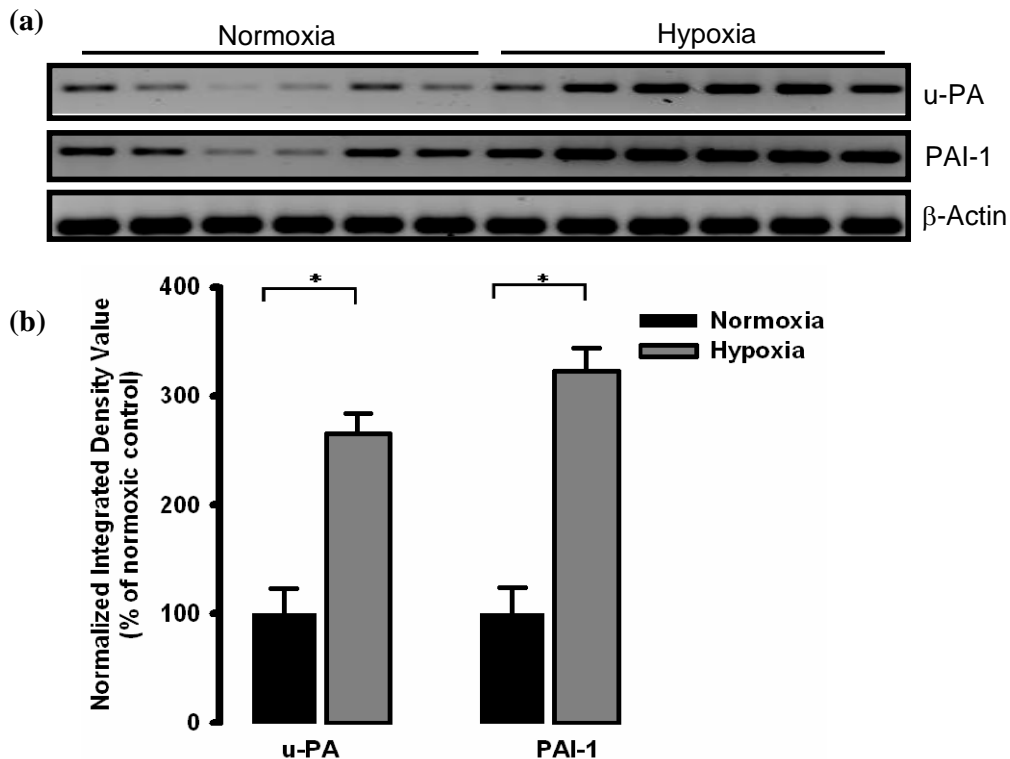 (a)
Normoxia Hypoxia
u-PA
PAI-1
β-Actin
(b)
Normalized Integrated Density Value
(% of normoxic control)
400
300
200
100
0
* *
Normoxia
Hypoxia
u-PA PAI-1